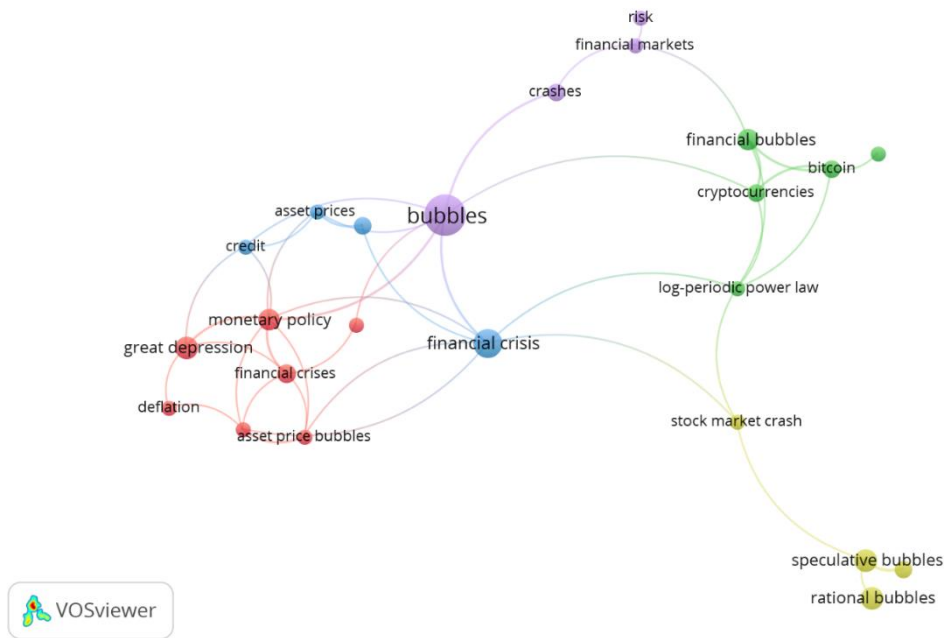 risk
financial markets
crashes
financial bubbles
bitcoin
cryptocurrencies
asset prices
bubbles
credit
log-periodic power law
monetary policy
great depression
financial crisis
financial crises
deflation
asset price bubbles
stock market crash
speculative bubbles
rational bubbles
VOSviewer